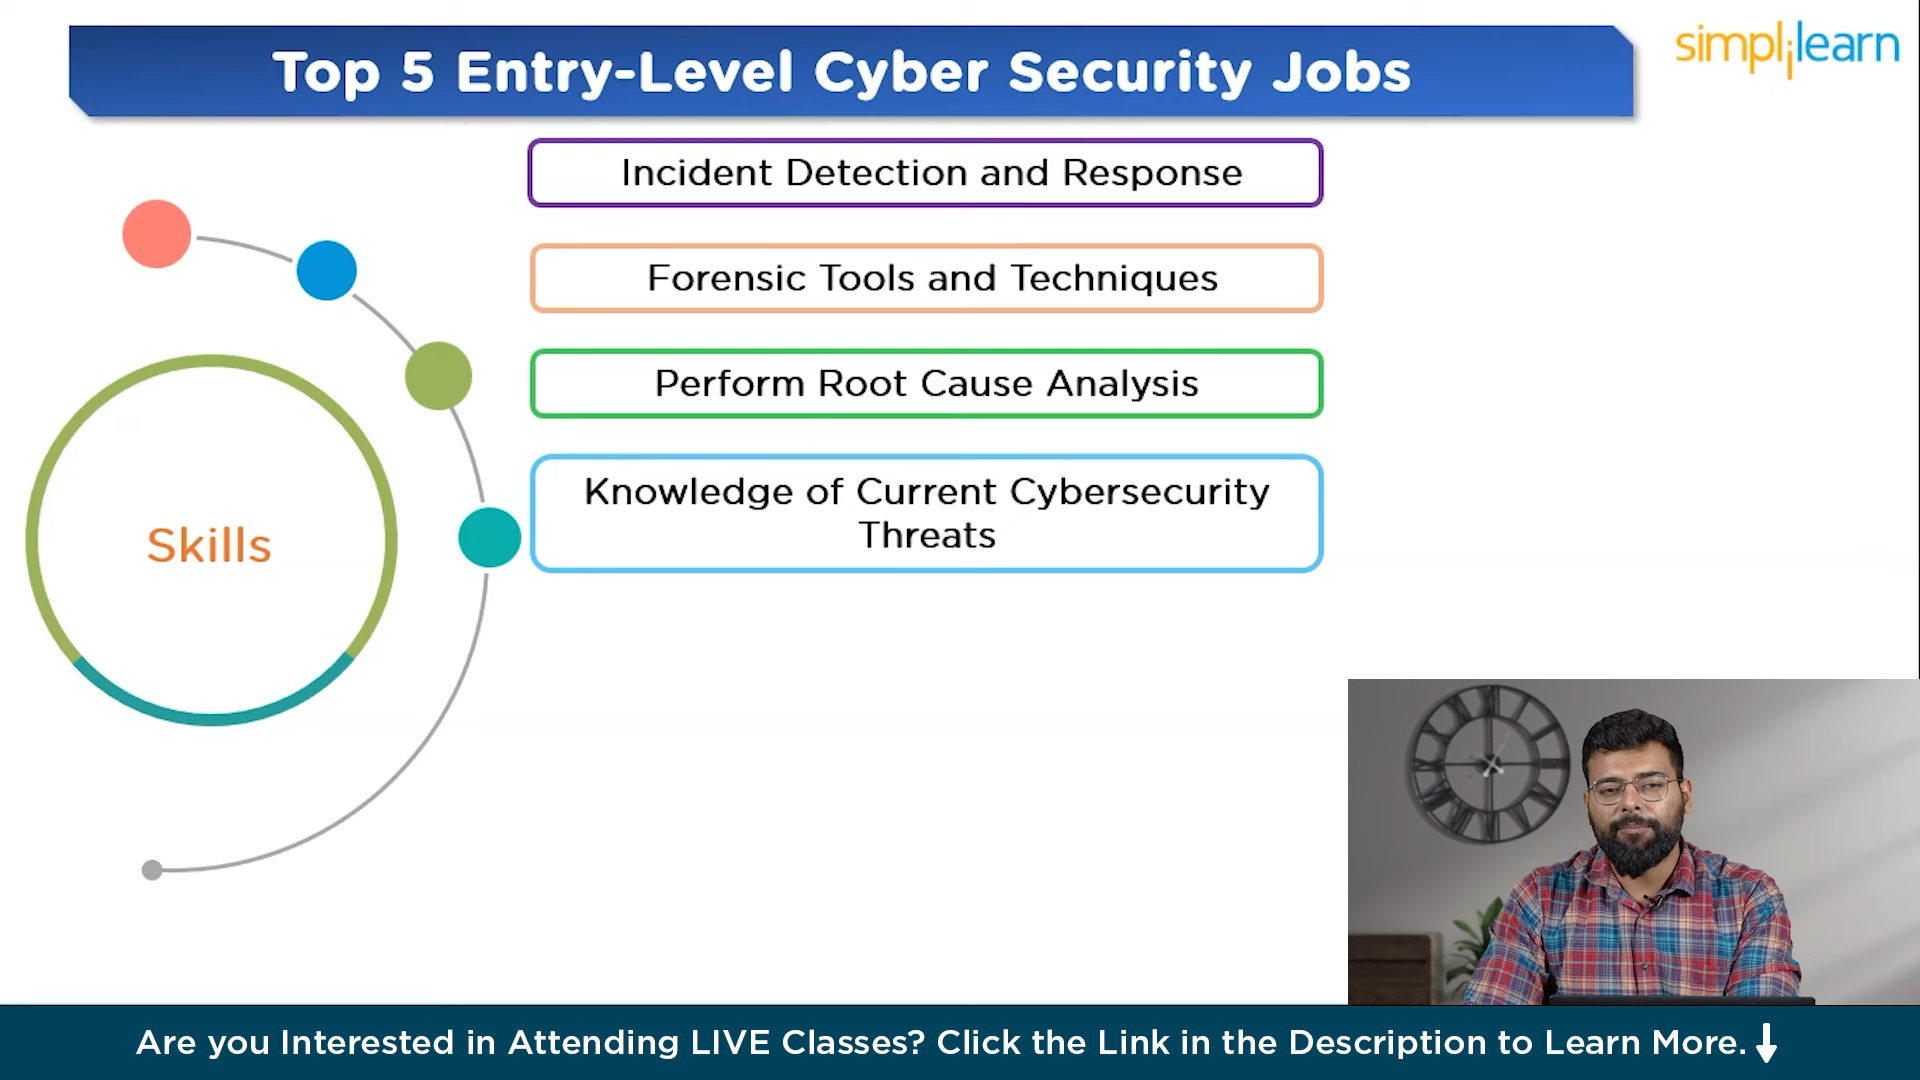 Top 5 Entry-Level Cyber Security Jobs
simplilearn
Incident Detection and Response
Forensic Tools and Techniques
Perform Root Cause Analysis
Knowledge of Current Cybersecurity
Threats
Skills
Are you Interested in Attending LIVE Classes? Click the Link in the Description to Learn More.